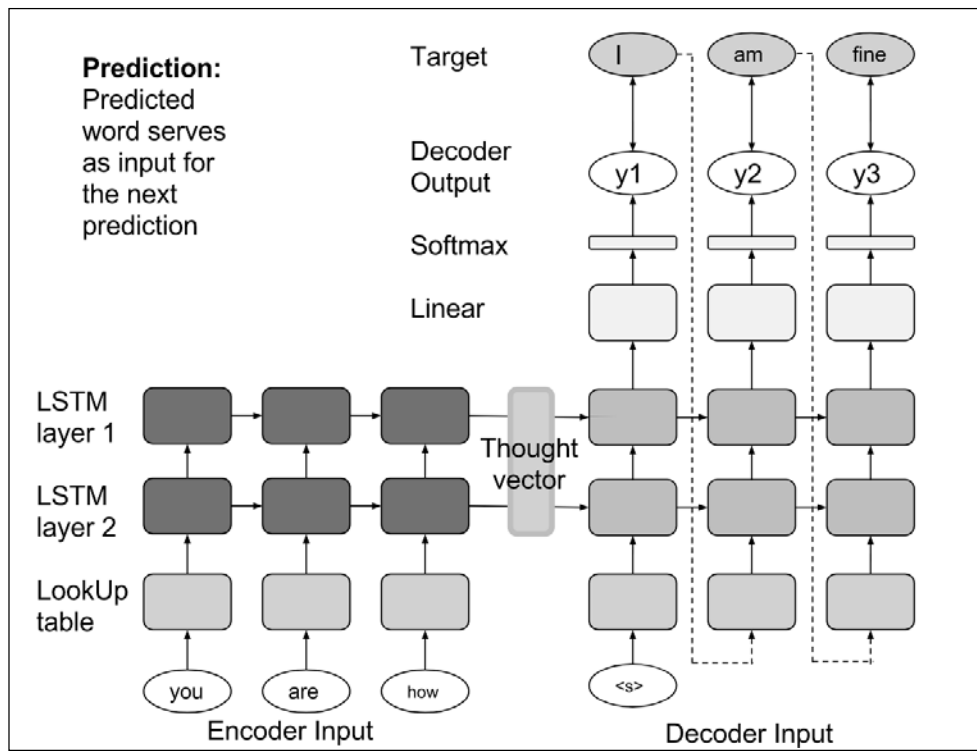 Prediction:
Predicted
word serves
as input for
the next
prediction
Target
I
am
fine
Decoder
Output
y1
y2
y3
Softmax
Linear
LSTM
layer 1
Thought
vector
LSTM
layer 2
LookUp
table
you
are
how
<s>
Encoder Input
Decoder Input